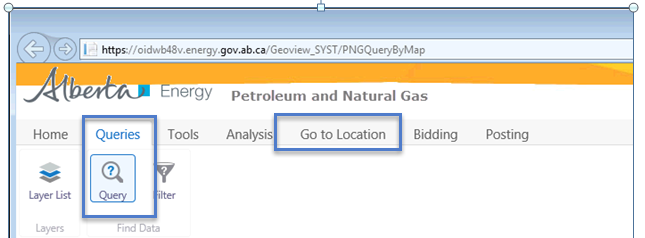 https://oidwb48v.energy.gov.ab.ca/Geoview_SYST/PNGQueryByMap
Alberta Energy Petroleum and Natural Gas
Home Queries Tools Analysis Go to Location Bidding Posting
Layer List Query Filter
Layers Find Data